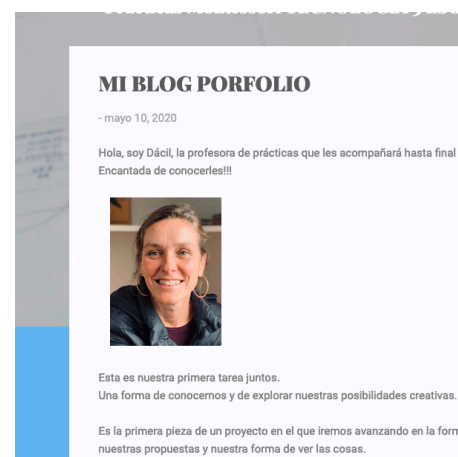 MI BLOG PORFOLIO
- mayo 10, 2020
Hola, soy Dácil, la profesora de prácticas que les acompañará hasta final
Encantada de conocerles!!!
Esta es nuestra primera tarea juntos.
Una forma de conocernos y de explorar nuestras posibilidades creativas.
Es la primera pieza de un proyecto en el que iremos avanzando en la form
nuestras propuestas y nuestra forma de ver las cosas.